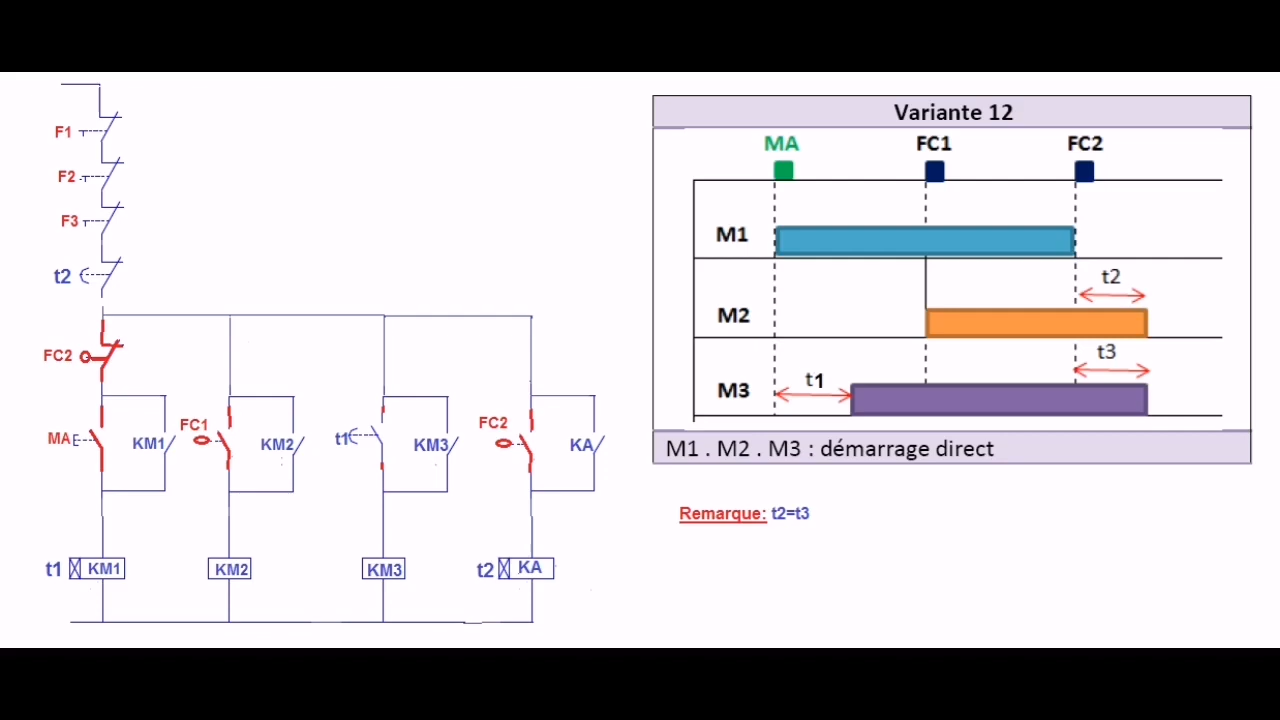 F1
F2
F3
t2
FC2
MA
KM1
FC1
KM2
t1
KM3
FC2
KA
t1
KM1
KM2
KM3
t2
KA
Variante 12
MA
FC1
FC2
M1
t2
M2
t3
t1
M3
M1 . M2 . M3 : démarrage direct
Remarque: t2=t3